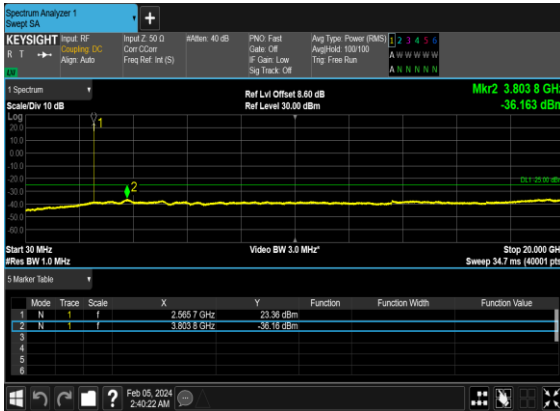 Spectrum Analyzer 1
Swept SA
+
KEYSIGHT Input: RF Input Z: 50 Ω #Atten: 40 dB PNO: Fast Avg Type: Power (RMS) 1 2 3 4 5 6
R T Coupling: DC Corr CCorr Gate: Off Avg|Hold: 100/100 A W W W W W
Align: Auto Freq Ref: Int (S) IF Gain: Low Trig: Free Run
Sig Track: Off A N N N N N
1 Spectrum Ref Lvl Offset 8.60 dB Mkr2 3.803 8 GHz
Scale/Div 10 dB Ref Level 30.00 dBm -36.163 dBm
Log
20.0
10.0
0.00
-10.0
-20.0
-30.0
-40.0
-50.0
-60.0
1
2
DL1 -25.00 dBm
Start 30 MHz Video BW 3.0 MHz* Stop 20.000 GHz
#Res BW 1.0 MHz Sweep 34.7 ms (40001 pts)
5 Marker Table
Mode Trace Scale X Y Function Function Width Function Value
1 N 1 f 2.565 7 GHz 23.36 dBm
2 N 1 f 3.803 8 GHz -36.16 dBm
3
4
5
6
? Feb 05, 2024
2:40:22 AM